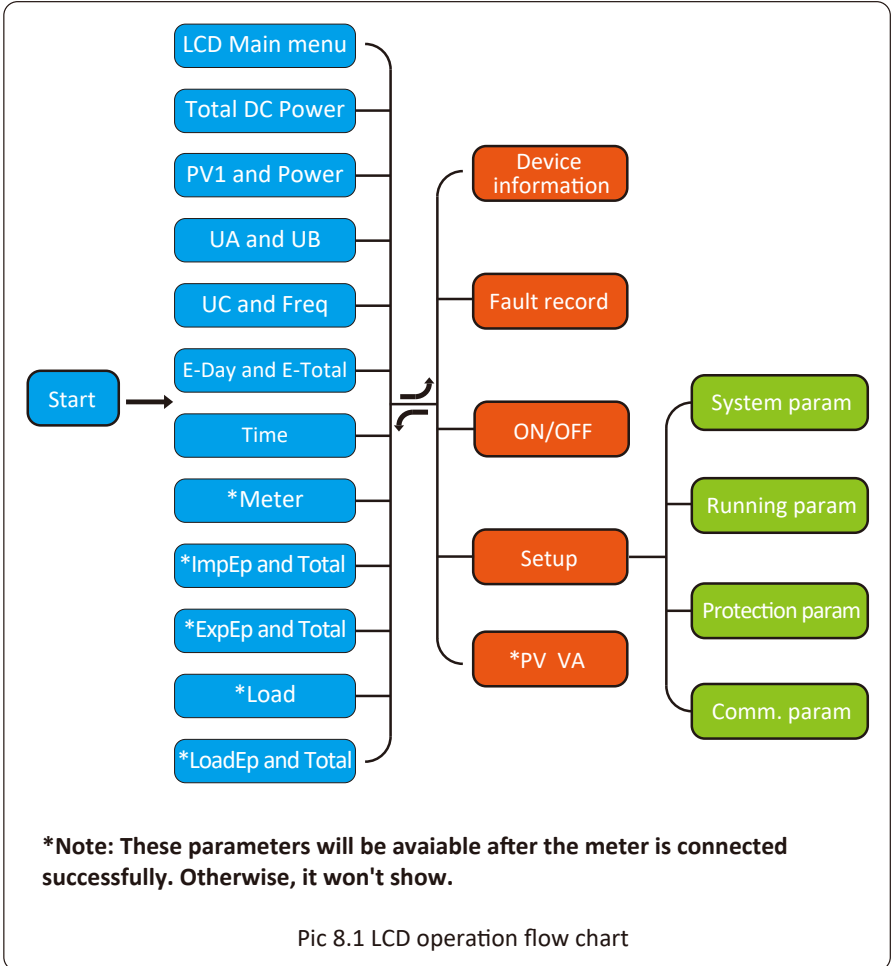 LCD Main menu
Total DC Power
PV1 and Power
UA and UB
UC and Freq
E-Day and E-Total
Time
*Meter
*ImpEp and Total
*ExpEp and Total
*Load
*LoadEp and Total
Start
Device
information
Fault record
ON/OFF
Setup
*PV VA
System param
Running param
Protection param
Comm. param
*Note: These parameters will be avaiable after the meter is connected
successfully. Otherwise, it won't show.
Pic 8.1 LCD operation flow chart